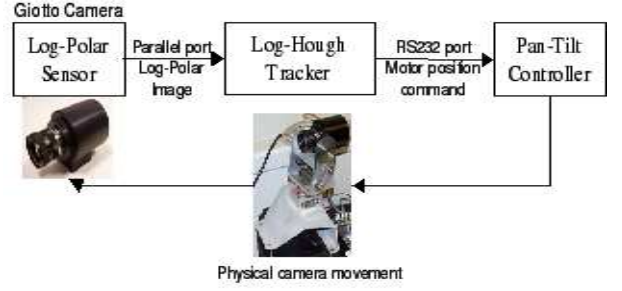 Giotto Camera
Log-Polar
Sensor
Parallel port
Log-Polar
Image
Log-Hough
Tracker
RS232 port
Motor position
command
Pan-Tilt
Controller
Physical camera movement